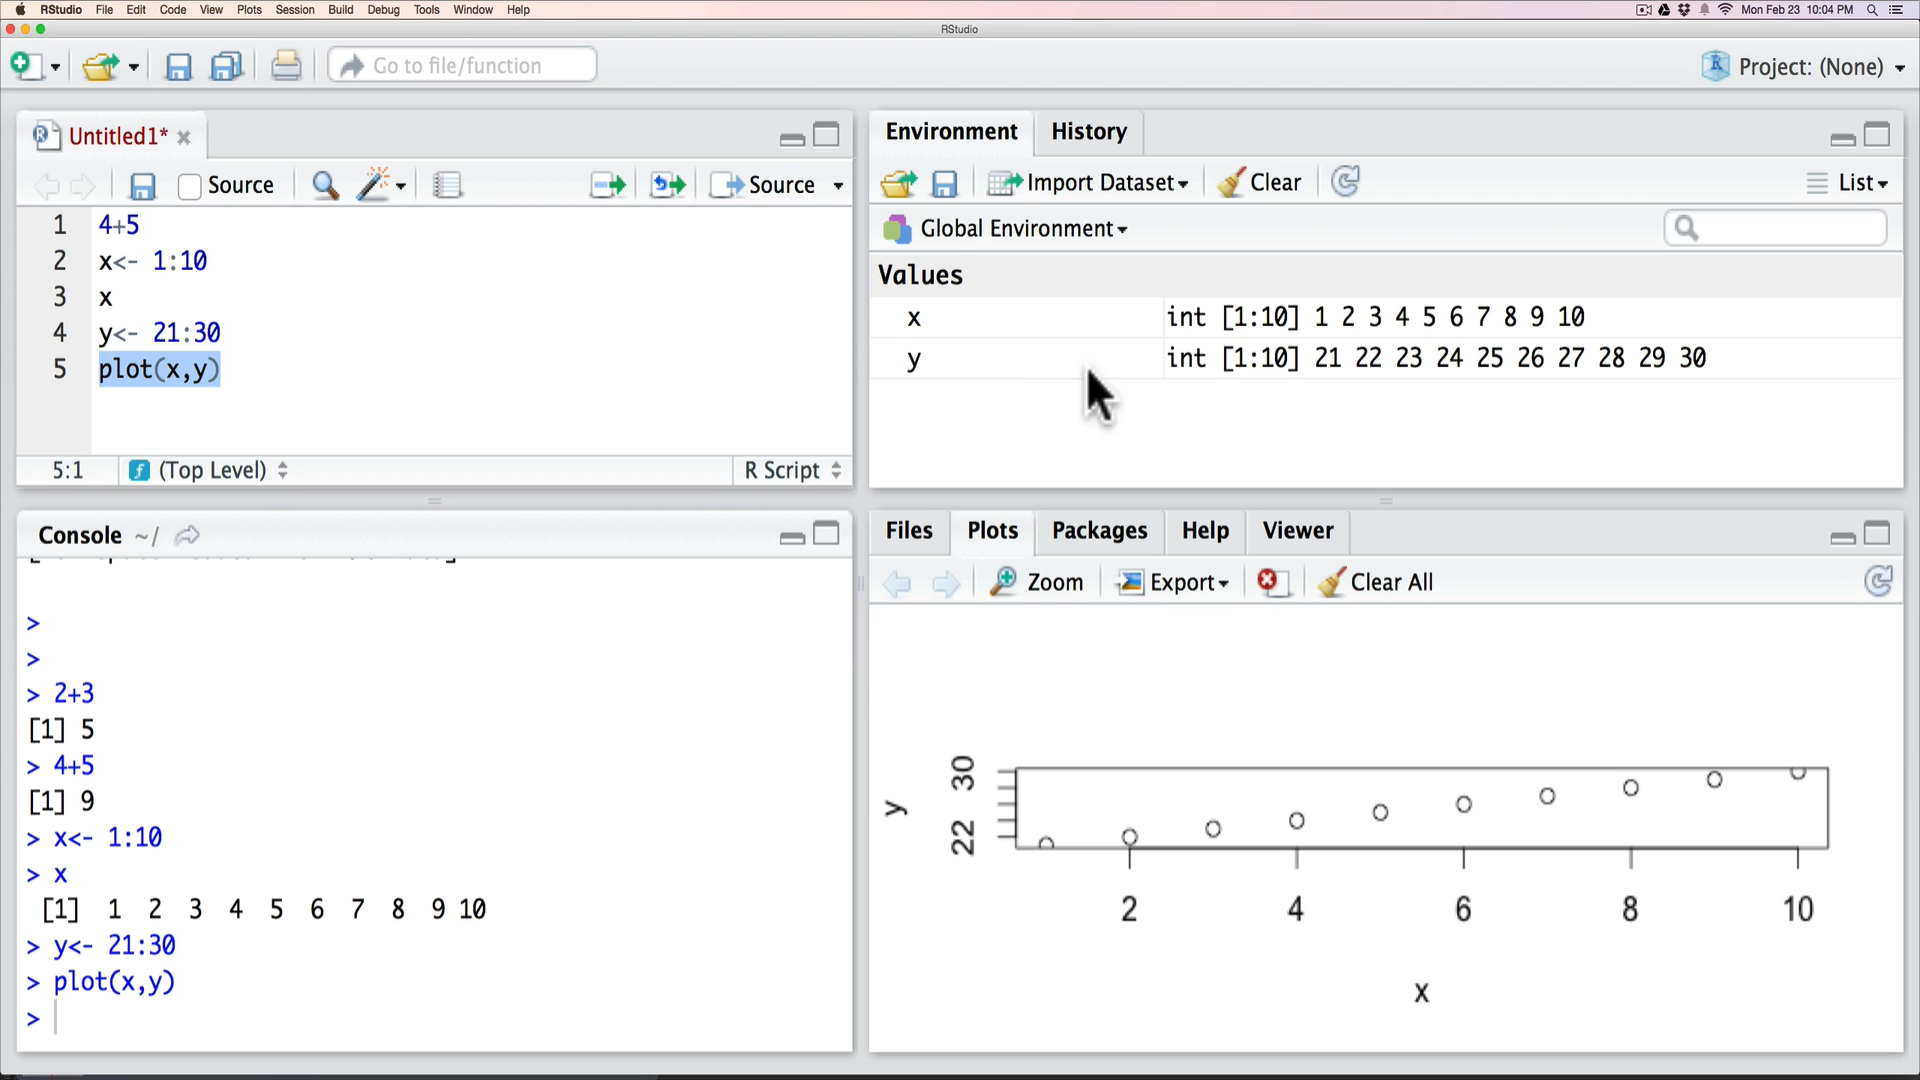 RStudio File Edit Code View Plots Session Build Debug Tools Window Help Mon Feb 23 10:04 PM
RStudio
Go to file/function Project: (None)
Untitled1*
Source Source
1 4+5
2 x<- 1:10
3 x
4 y<- 21:30
5 plot(x,y)
5:1 (Top Level) R Script
Environment History
Import Dataset Clear List
Global Environment
Values
x int [1:10] 1 2 3 4 5 6 7 8 9 10
y int [1:10] 21 22 23 24 25 26 27 28 29 30
Console ~/
>
>
> 2+3
[1] 5
> 4+5
[1] 9
> x<- 1:10
> x
[1] 1 2 3 4 5 6 7 8 9 10
> y<- 21:30
> plot(x,y)
>
Files Plots Packages Help Viewer
Zoom Export Clear All
30
y
22
2 4 6 8 10
x